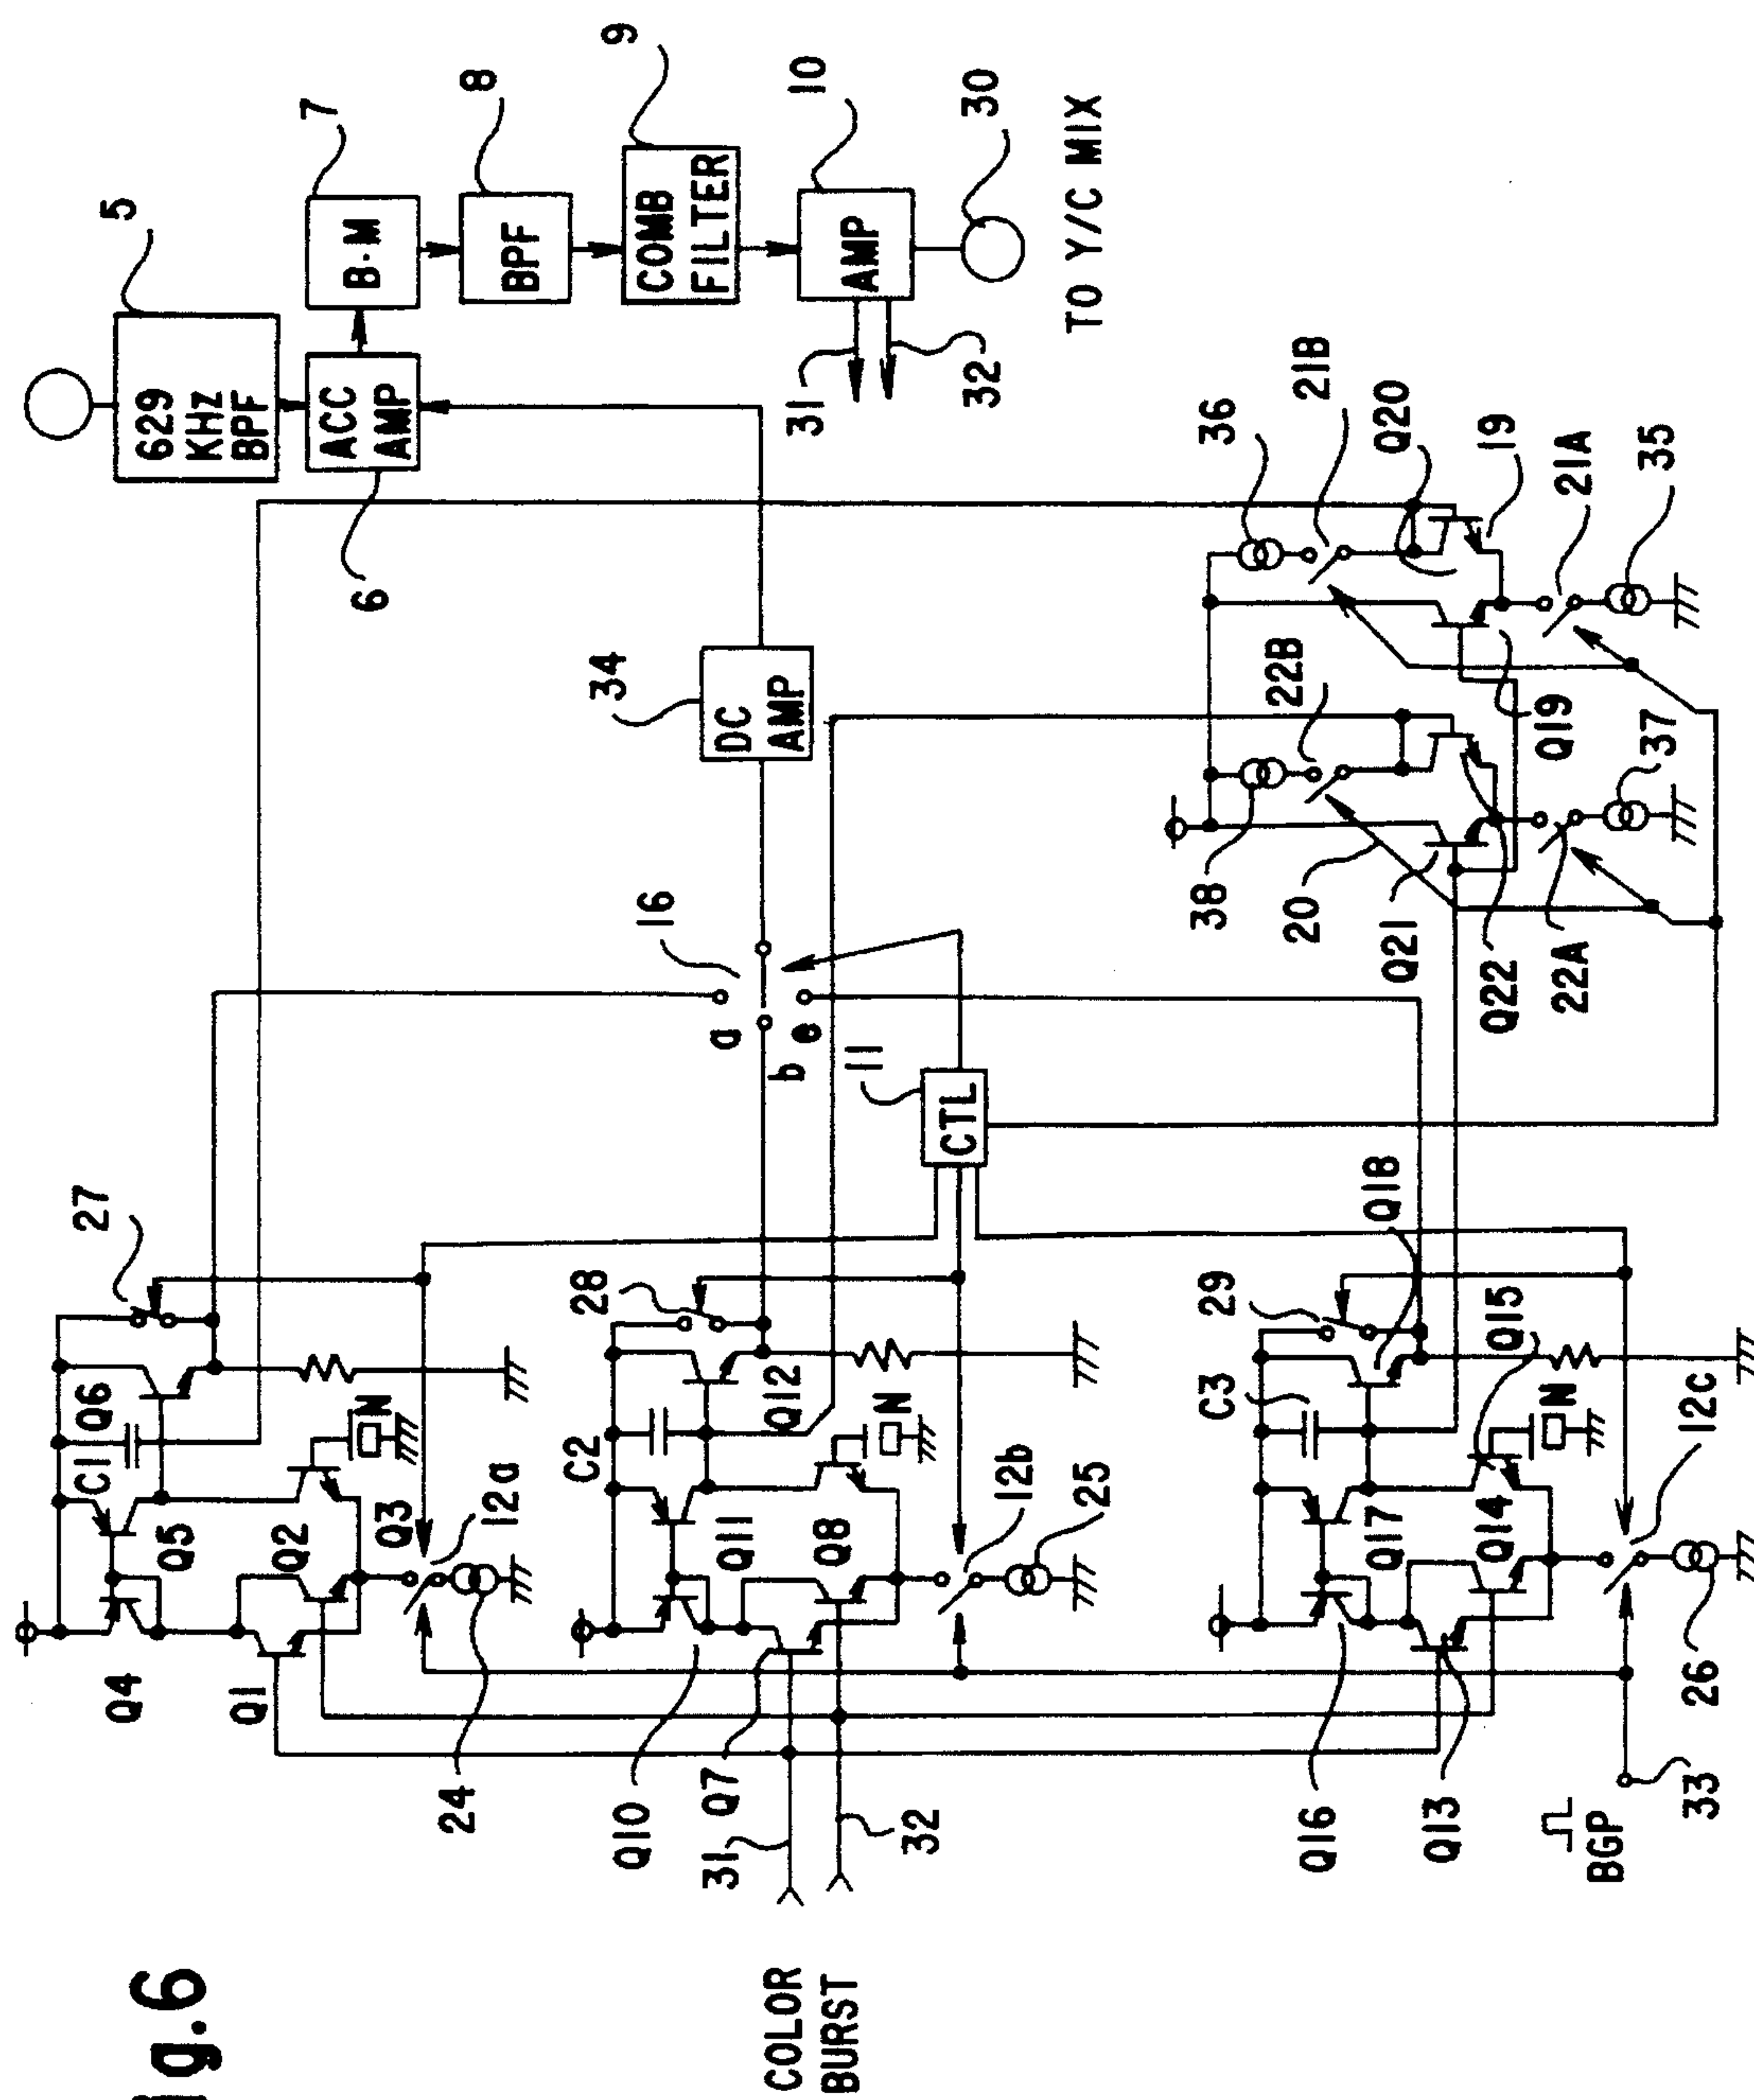 Fig.6
5
629
KHz
BPF
7
B·M
8
BPF
9
COMB
FILTER
10
AMP
30
TO Y/C MIX
ACC
AMP
6
31
32
34
DC
AMP
16
a
b
e
11
CTL
36
21B
Q20
19
21A
35
22B
Q19
37
38
20
Q21
Q22
22A
27
C1
Q6
N
Q5
Q2
Q3
12a
Q4
Q1
24
28
C2
Q12
N
Q11
Q8
12b
25
Q10
Q7
31
32
COLOR
BURST
Q18
29
Q15
C3
N
12c
Q17
Q14
26
Q16
Q13
BGP
33